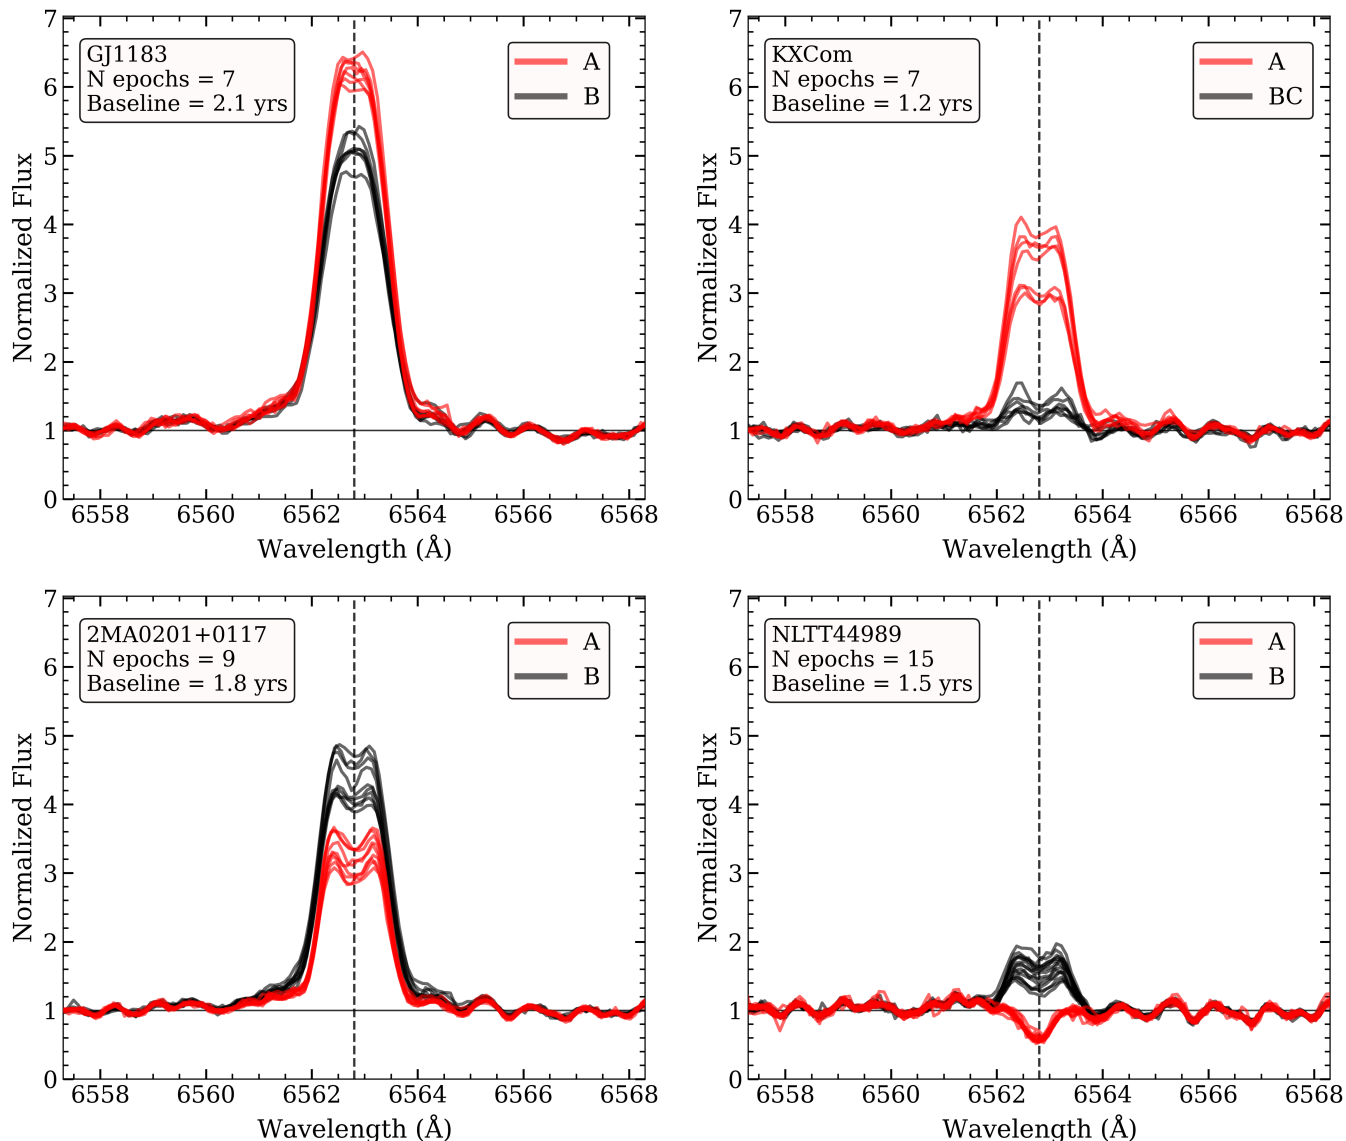 GJ1183
N epochs = 7
Baseline = 2.1 yrs
A
B
7
6
5
4
3
2
1
0
Normalized Flux
6558 6560 6562 6564 6566 6568
Wavelength (Å)
KXCom
N epochs = 7
Baseline = 1.2 yrs
A
BC
7
6
5
4
3
2
1
0
Normalized Flux
6558 6560 6562 6564 6566 6568
Wavelength (Å)
2MA0201+0117
N epochs = 9
Baseline = 1.8 yrs
A
B
7
6
5
4
3
2
1
0
Normalized Flux
6558 6560 6562 6564 6566 6568
Wavelength (Å)
NLTT44989
N epochs = 15
Baseline = 1.5 yrs
A
B
7
6
5
4
3
2
1
0
Normalized Flux
6558 6560 6562 6564 6566 6568
Wavelength (Å)